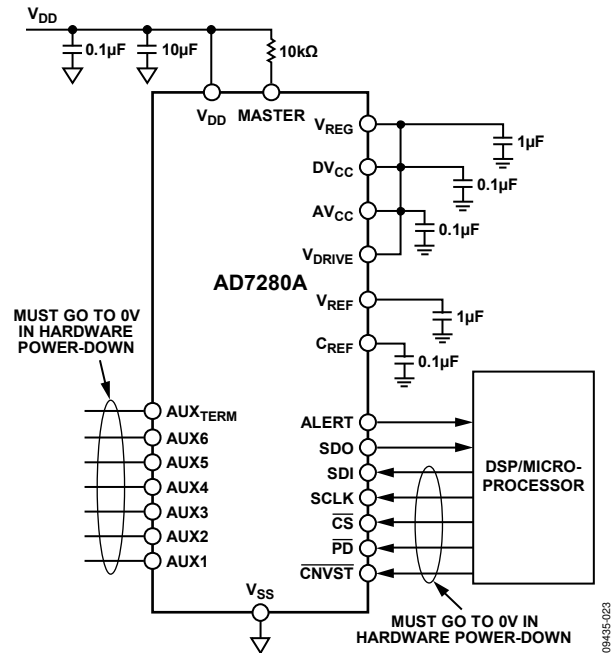 VDD
0.1µF
10µF
10kΩ
VDD
MASTER
VREG
1µF
DVCC
0.1µF
AVCC
0.1µF
VDRIVE
AD7280A
VREF
1µF
CREF
0.1µF
MUST GO TO 0V
IN HARDWARE
POWER-DOWN
AUXTERM
AUX6
AUX5
AUX4
AUX3
AUX2
AUX1
ALERT
SDO
SDI
SCLK
CS
PD
CNVST
DSP/MICRO-
PROCESSOR
VSS
MUST GO TO 0V IN
HARDWARE POWER-DOWN
09435-023